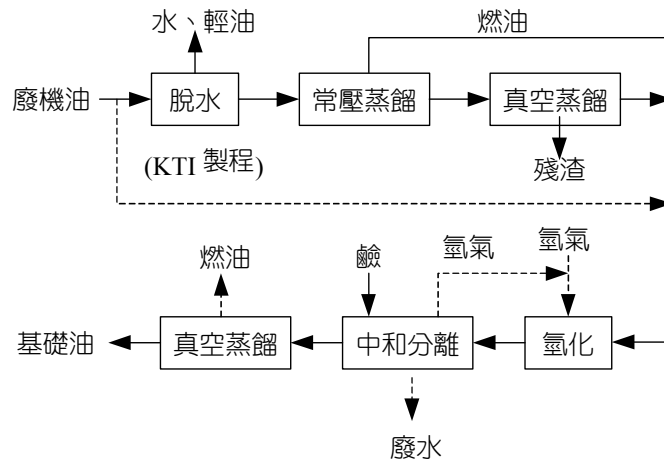 水、輕油
燃油
廢機油
脫水
常壓蒸餾
真空蒸餾
(KTI 製程)
殘渣
燃油
鹼
氫氣
氫氣
基礎油
真空蒸餾
中和分離
氫化
廢水